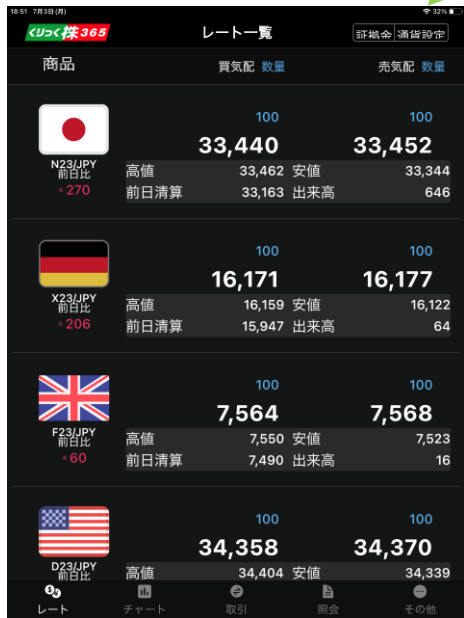 18:51 7月3日(月) 32%
くりっく株365 レート一覧 証拠金 通貨設定
商品 買気配 数量 売気配 数量
100 100
33,440 33,452
N23/JPY
前日比 高値 33,462 安値 33,344
270 前日清算 33,163 出来高 646
100 100
16,171 16,177
X23/JPY
前日比 高値 16,159 安値 16,122
206 前日清算 15,947 出来高 64
100 100
7,564 7,568
F23/JPY
前日比 高値 7,550 安値 7,523
60 前日清算 7,490 出来高 16
100 100
34,358 34,370
D23/JPY
前日比 高値 34,404 安値 34,339
レート チャート 取引 照会 その他